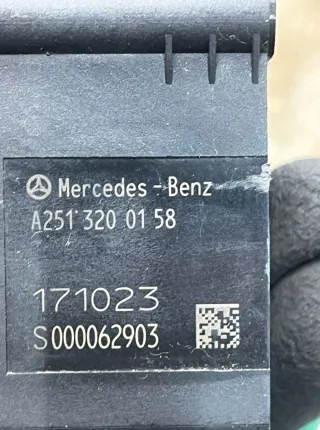 Mercedes-Benz
A251 320 01 58
171023
S000062903